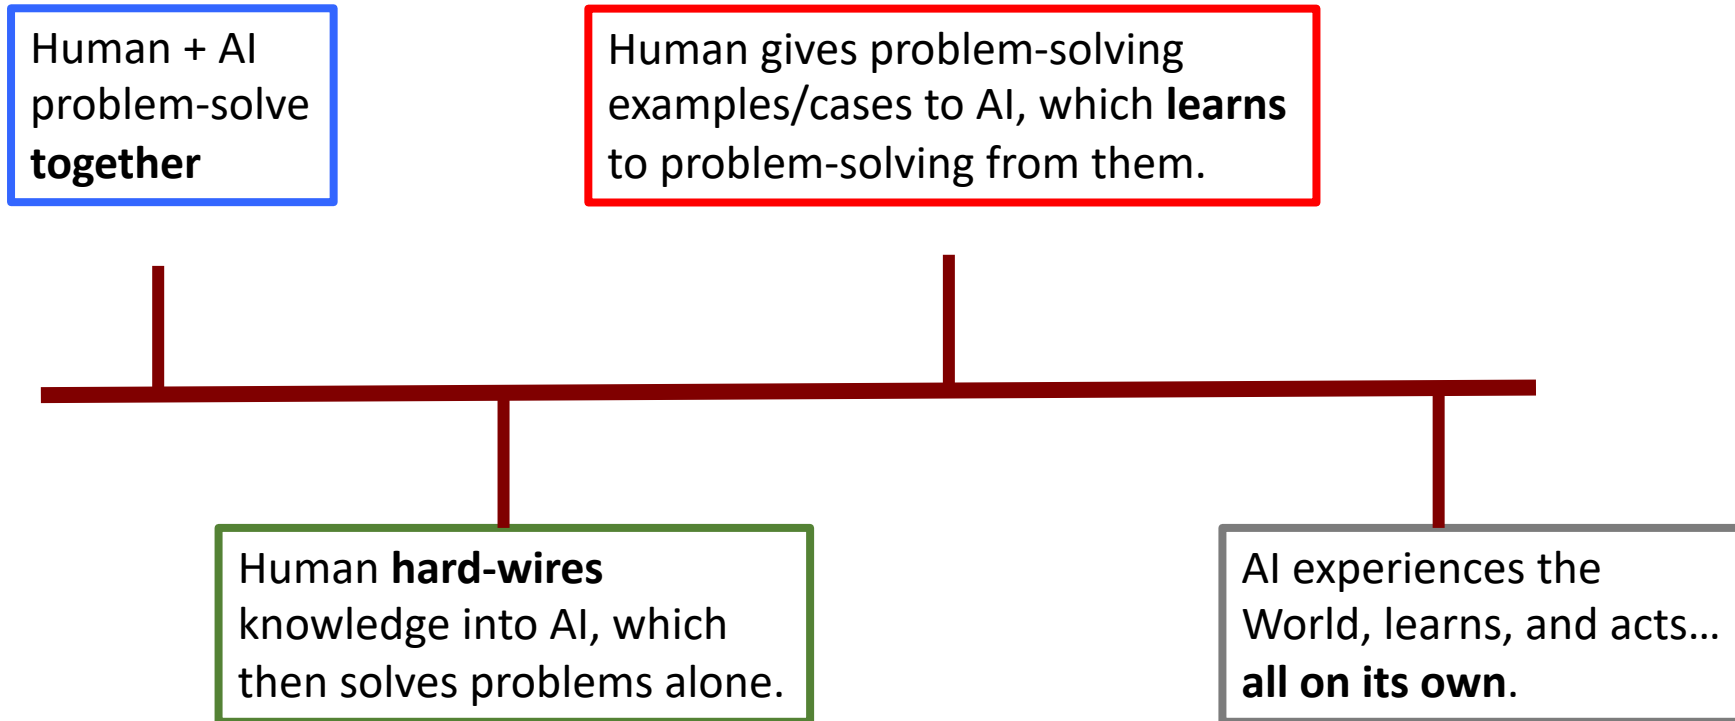 Human + AI
problem-solve
together
Human gives problem-solving
examples/cases to AI, which learns
to problem-solving from them.
Human hard-wires
knowledge into AI, which
then solves problems alone.
AI experiences the
World, learns, and acts…
all on its own.